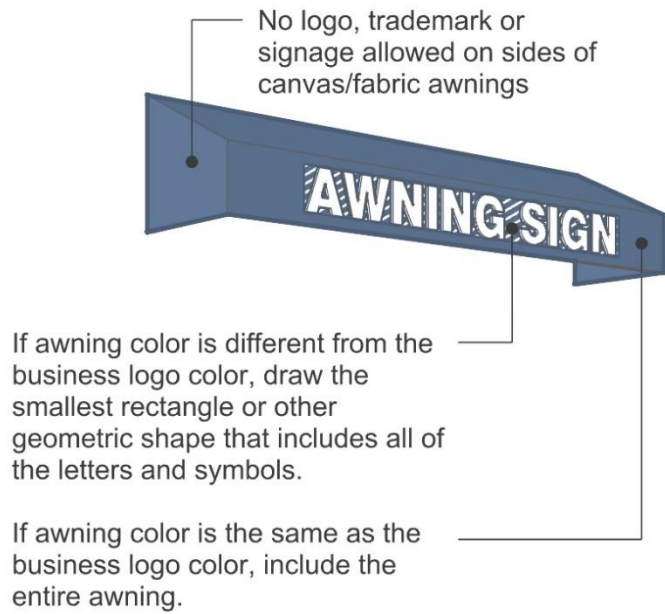 No logo, trademark or
signage allowed on sides of
canvas/fabric awnings
AWNING SIGN
If awning color is different from the
business logo color, draw the
smallest rectangle or other
geometric shape that includes all of
the letters and symbols.
If awning color is the same as the
business logo color, include the
entire awning.